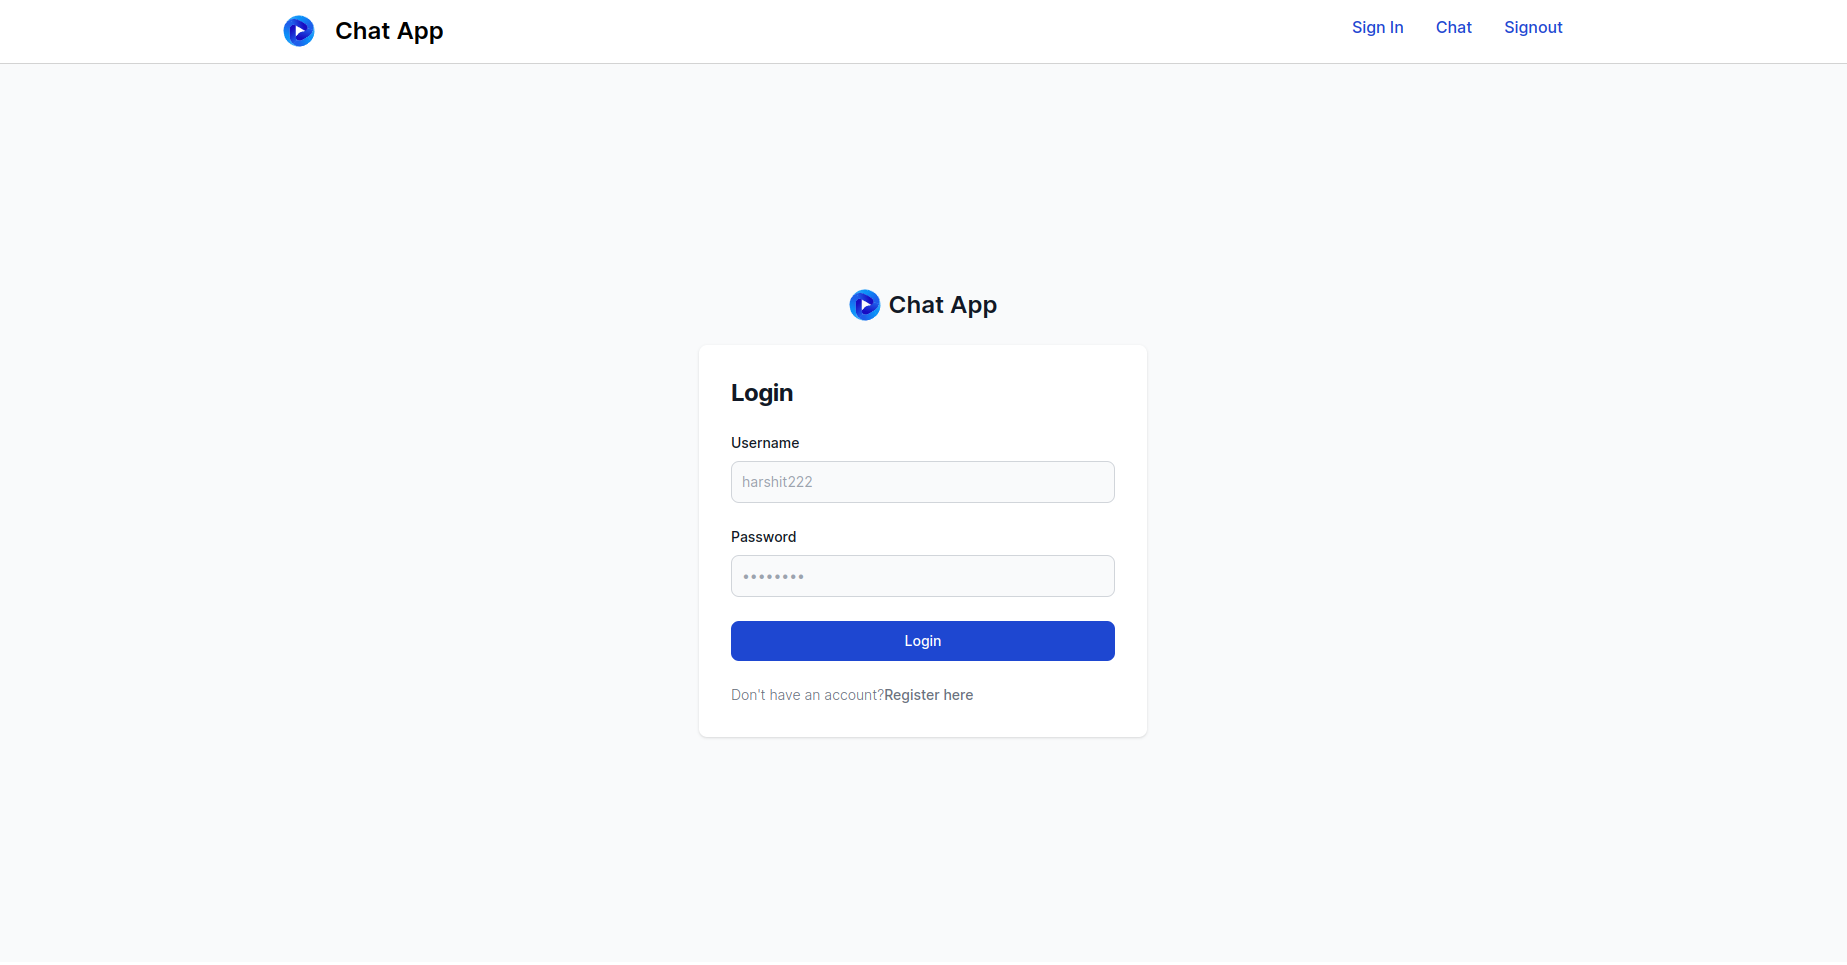 Chat App
Sign In Chat Signout
Chat App
Login
Username
harshit222
Password
••••••••
Login
Don't have an account?Register here